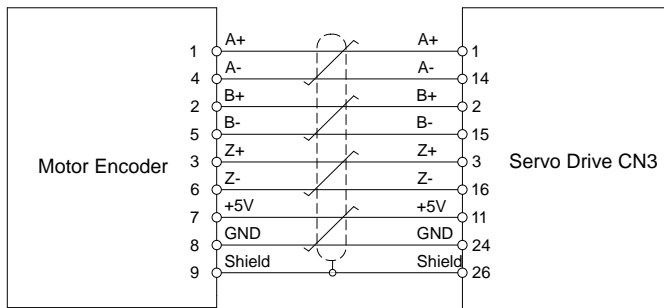 1 A+ A+ 1
4 A- A- 14
2 B+ B+ 2
5 B- B- 15
Motor Encoder 3 Z+ Z+ 3 Servo Drive CN3
6 Z- Z- 16
7 +5V +5V 11
8 GND GND 24
9 Shield Shield 26